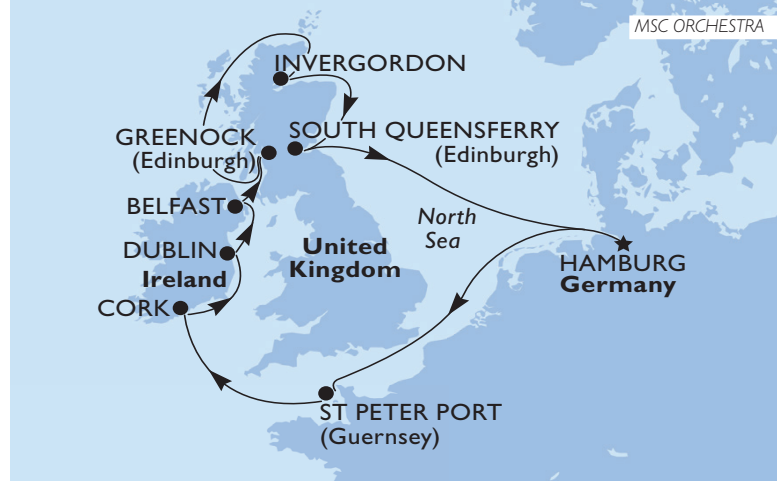 MSC ORCHESTRA
INVERGORDON
GREENOCK
(Edinburgh)
SOUTH QUEENSFERRY
(Edinburgh)
BELFAST
North
Sea
DUBLIN
United
Kingdom
Ireland
HAMBURG
Germany
CORK
ST PETER PORT
(Guernsey)